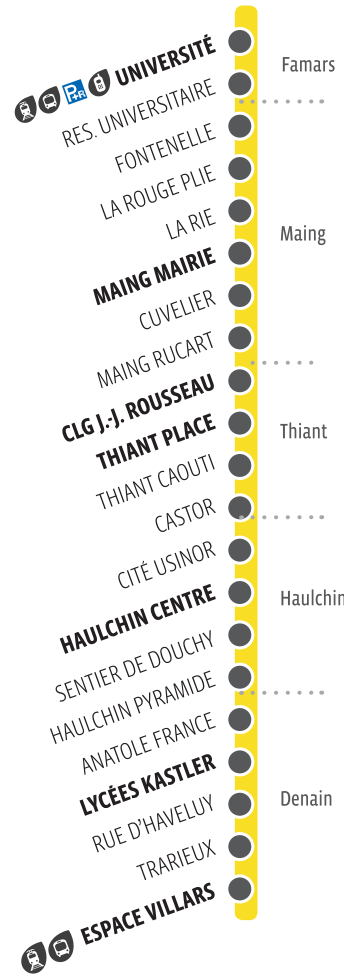 P+R UNIVERSITÉ
RES. UNIVERSITAIRE
Famars
FONTENELLE
LA ROUGE PLIE
LA RIE
Maing
MAING MAIRIE
CUVELIER
MAING RUCART
CLG J.-J. ROUSSEAU
THIANT PLACE
Thiant
THIANT CAOUTI
CASTOR
CITÉ USINOR
HAULCHIN CENTRE
Haulchin
SENTIER DE DOUCHY
HAULCHIN PYRAMIDE
ANATOLE FRANCE
LYCÉES KASTLER
Denain
RUE D'HAVELUY
TRARIEUX
ESPACE VILLARS